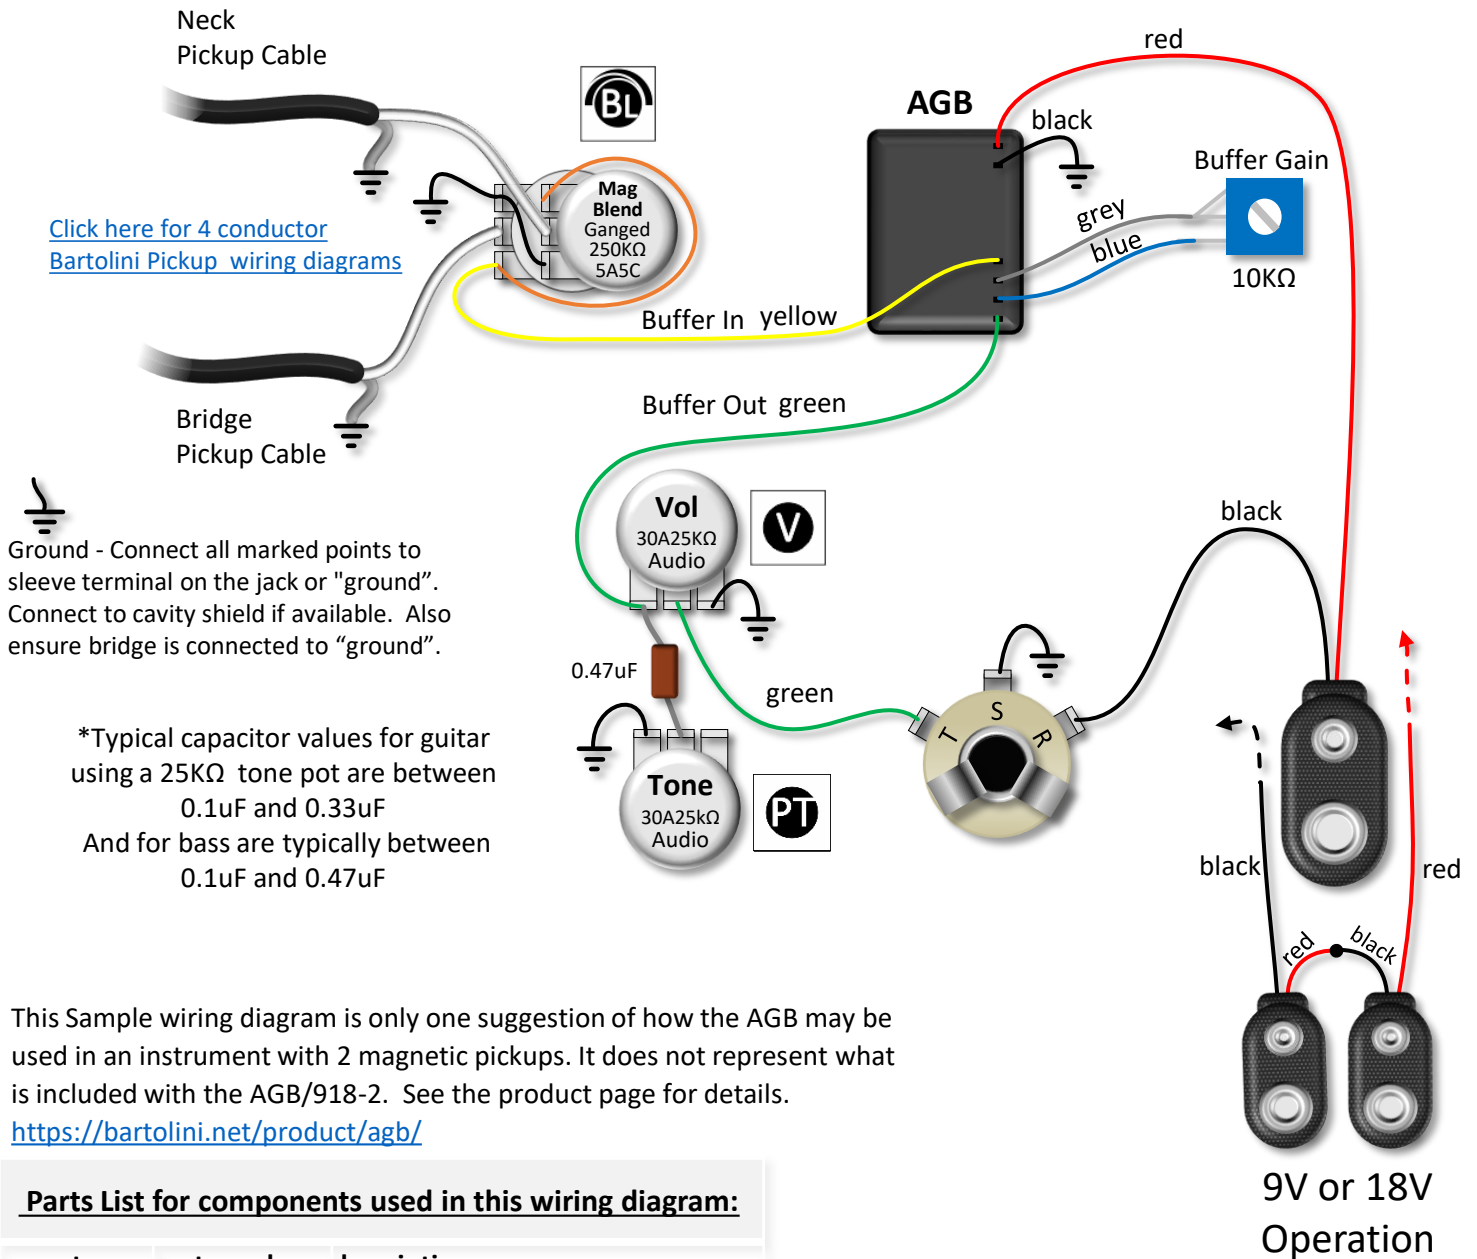 Neck
Pickup Cable
BL
AGB
red
black
Buffer Gain
Mag
Blend
Ganged
250KΩ
5A5C
grey
blue
10KΩ
Click here for 4 conductor
Bartolini Pickup wiring diagrams
Buffer In yellow
Buffer Out green
Bridge
Pickup Cable
Vol
30A25KΩ
Audio
V
black
Ground - Connect all marked points to
sleeve terminal on the jack or "ground”.
Connect to cavity shield if available. Also
ensure bridge is connected to “ground”.
0.47uF
green
S
T
R
*Typical capacitor values for guitar
using a 25KΩ tone pot are between
0.1uF and 0.33uF
And for bass are typically between
0.1uF and 0.47uF
Tone
30A25kΩ
Audio
PT
black
red
red
black
This Sample wiring diagram is only one suggestion of how the AGB may be
used in an instrument with 2 magnetic pickups. It does not represent what
is included with the AGB/918-2. See the product page for details.
https://bartolini.net/product/agb/
9V or 18V
Operation
Parts List for components used in this wiring diagram: